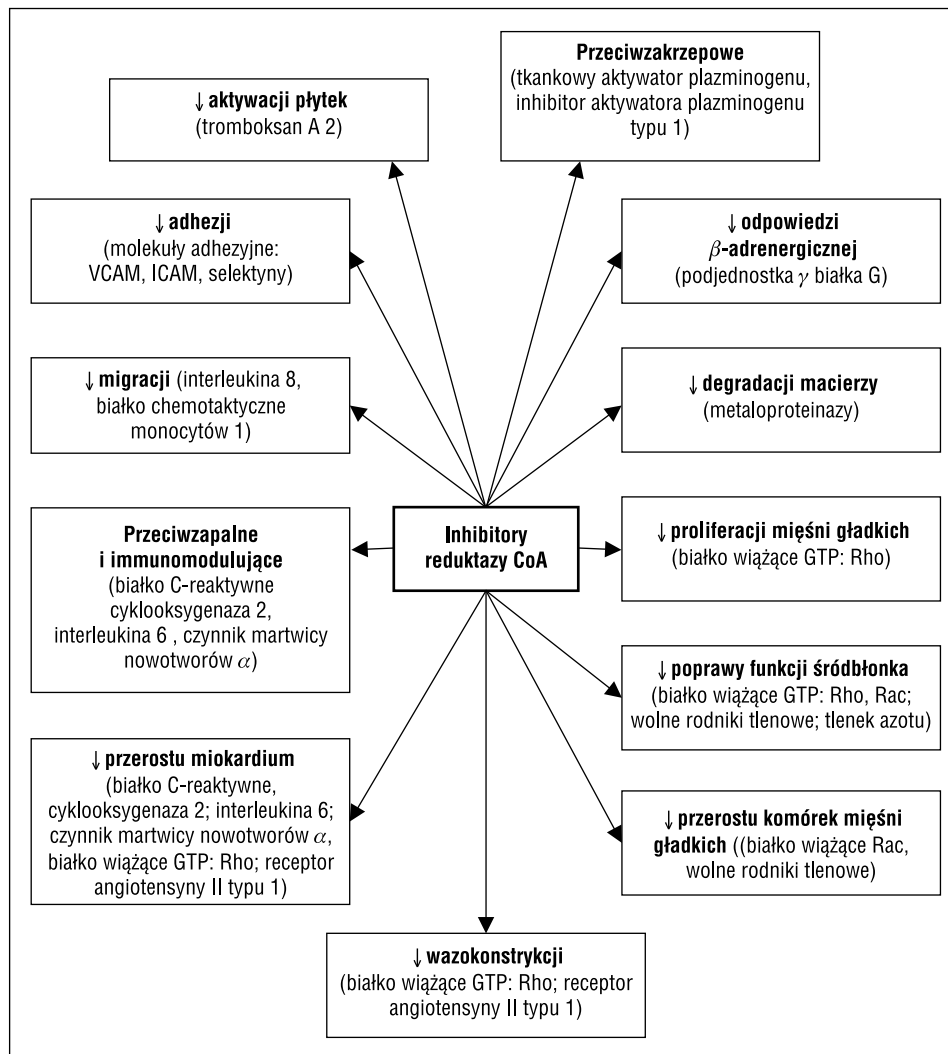 Przeciwzakrzepowe
(tkankowy aktywator plazminogenu,
inhibitor aktywatora plazminogenu
typu 1)
↓ aktywacji płytek
(tromboksan A 2)
↓ adhezji
(molekuły adhezyjne:
VCAM, ICAM, selektyny)
↓ odpowiedzi
β-adrenergicznej
(podjednostka γ białka G)
↓ migracji (interleukina 8,
białko chemotaktyczne
monocytów 1)
↓ degradacji macierzy
(metaloproteinazy)
Przeciwzapalne
i immunomodulujące
(białko C-reaktywne
cyklooksygenaza 2,
interleukina 6 , czynnik martwicy
nowotworów α)
Inhibitory
reduktazy CoA
↓ proliferacji mięśni gładkich
(białko wiążące GTP: Rho)
↓ poprawy funkcji śródbłonka
(białko wiążące GTP: Rho, Rac;
wolne rodniki tlenowe; tlenek azotu)
↓ przerostu miokardium
(białko C-reaktywne,
cyklooksygenaza 2; interleukina 6;
czynnik martwicy nowotworów α,
białko wiążące GTP: Rho; receptor
angiotensyny II typu 1)
↓ przerostu komórek mięśni
gładkich ((białko wiążące Rac,
wolne rodniki tlenowe)
↓ wazokonstrykcji
(białko wiążące GTP: Rho; receptor
angiotensyny II typu 1)